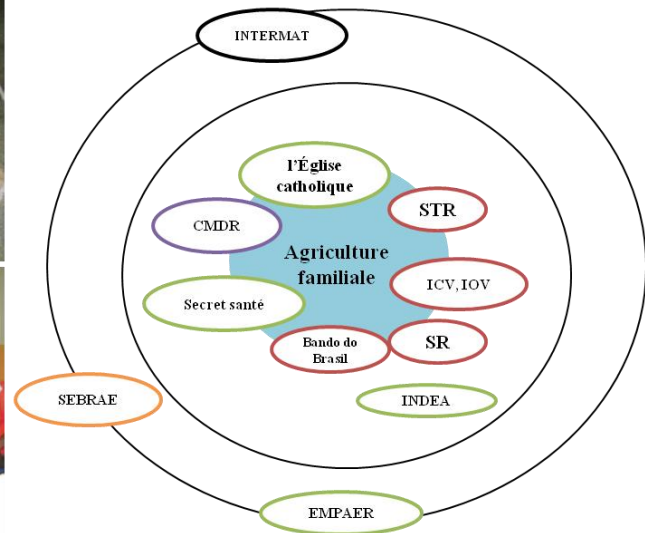 INTERMAT
l'Église
catholique
STR
CMDR
Agriculture
familiale
ICV, IOV
Secret santé
Bando do
Brasil
SR
SEBRAE
INDEA
EMPAER